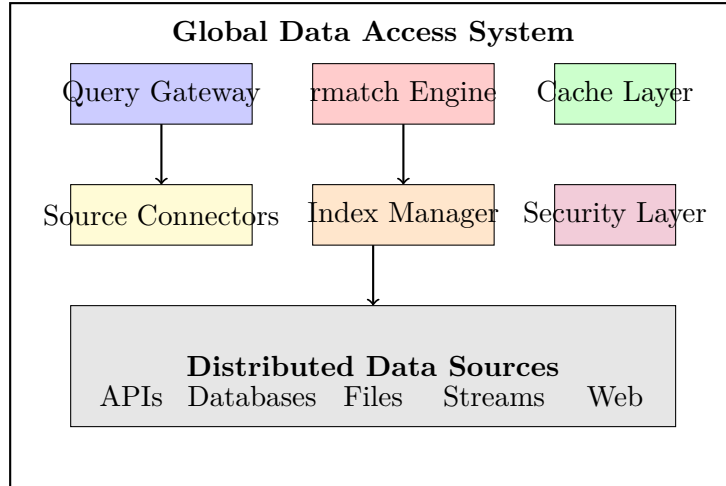 Global Data Access System
Query Gateway
rmatch Engine
Cache Layer
Source Connectors
Index Manager
Security Layer
Distributed Data Sources
APIs Databases Files Streams Web